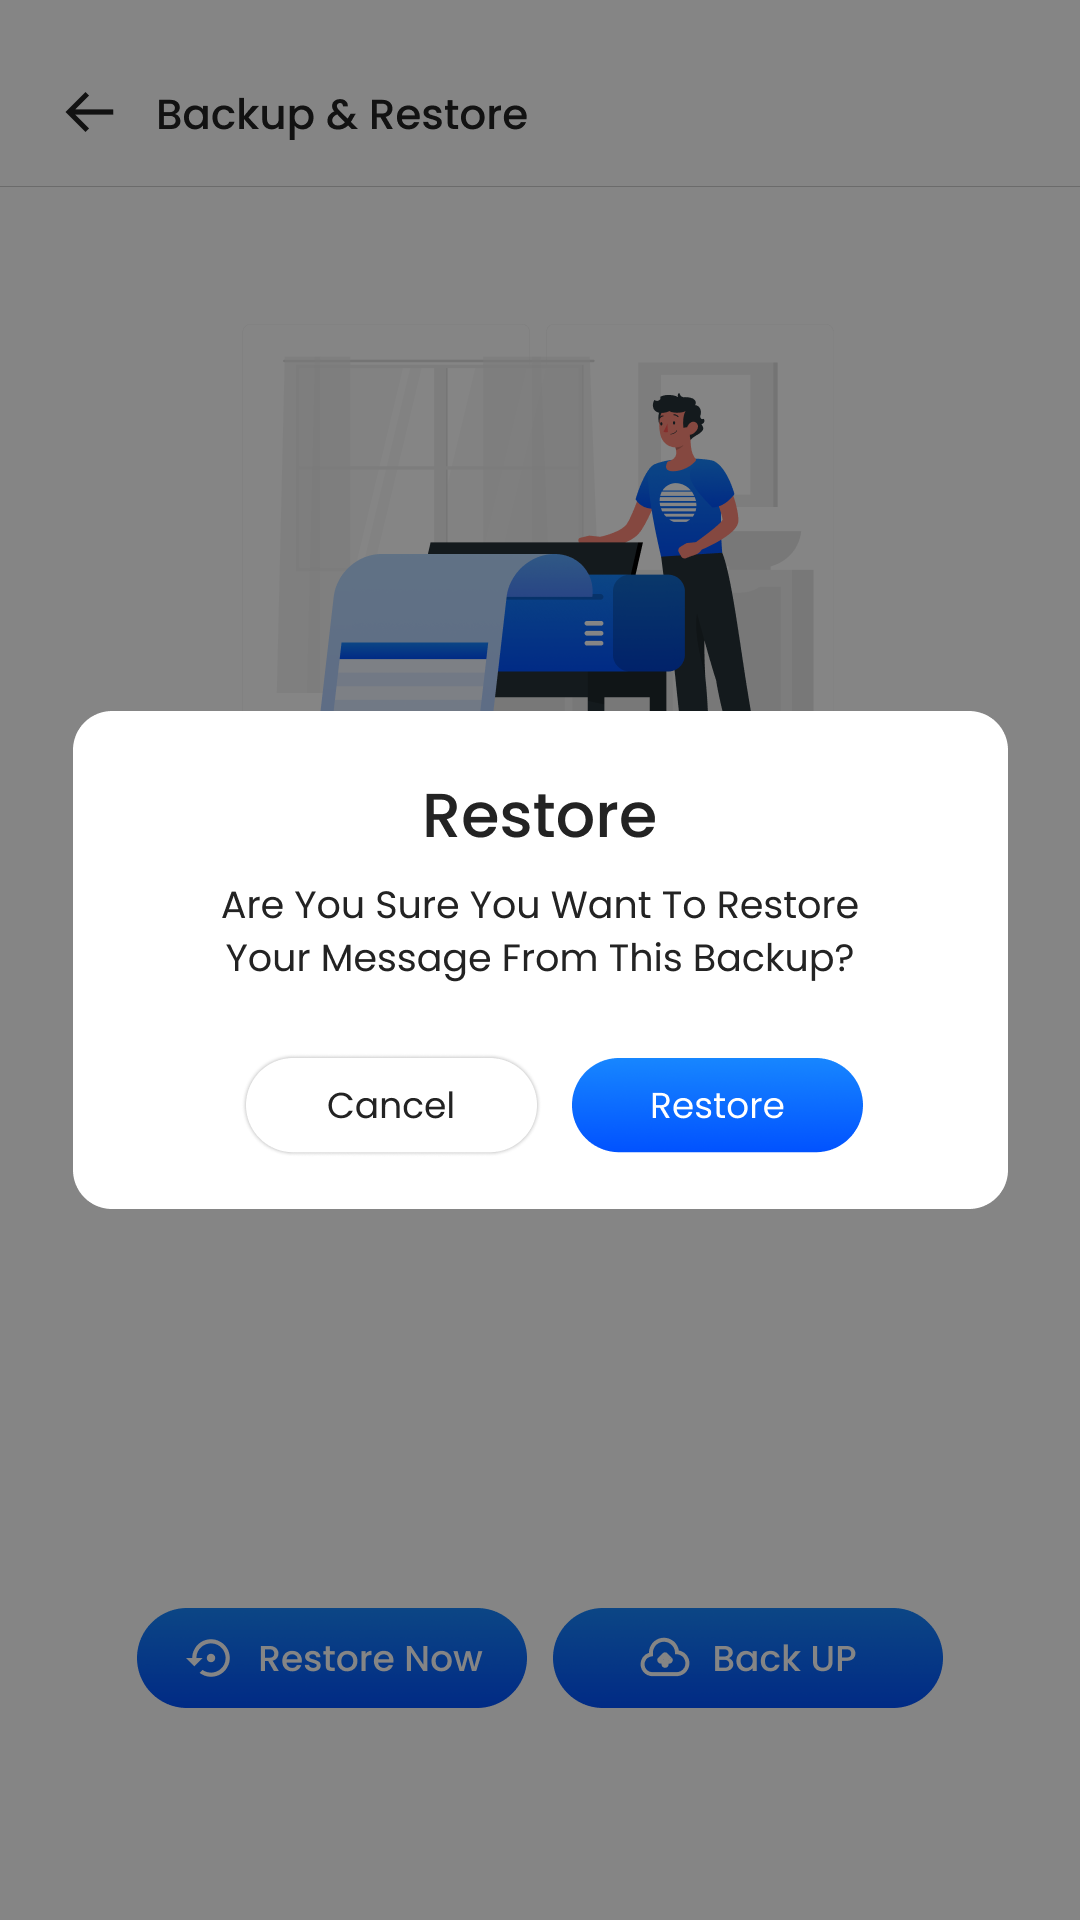 Backup & Restore
Restore
Are You Sure You Want To Restore
Your Message From This Backup?
Cancel
Restore
Restore Now
Back UP